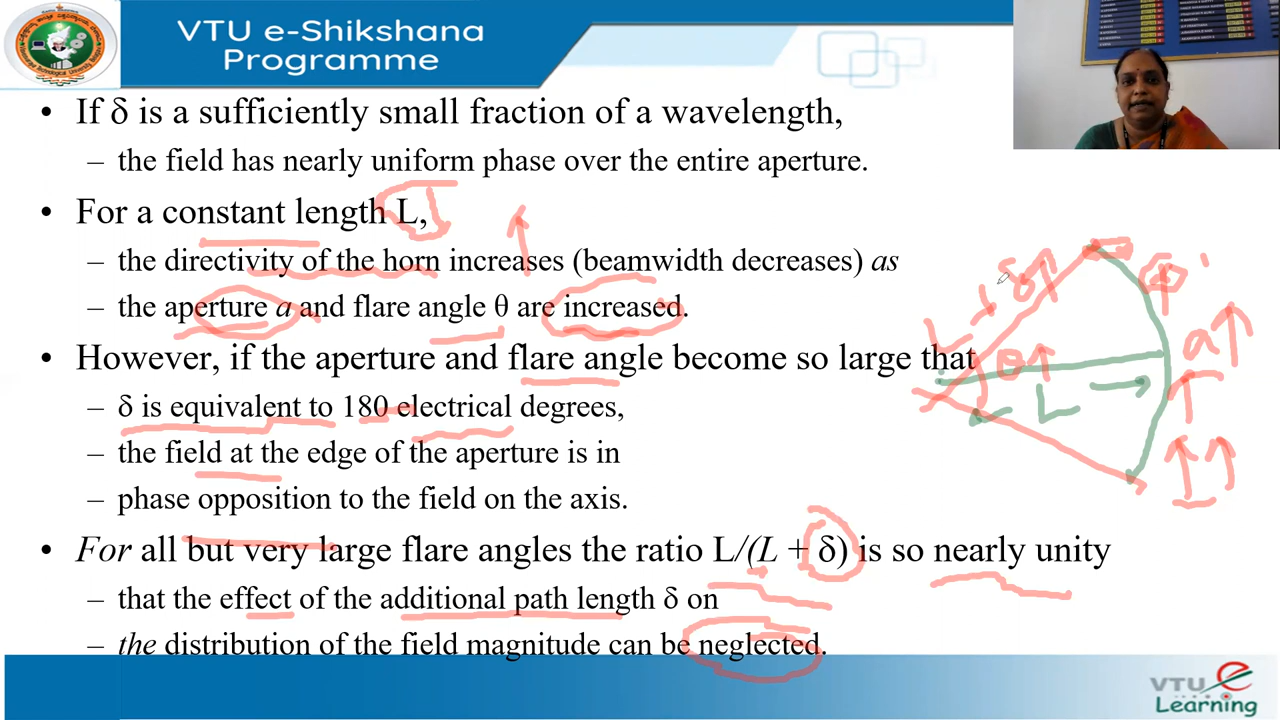 VTU e-Shikshana
Programme
• If δ is a sufficiently small fraction of a wavelength,
– the field has nearly uniform phase over the entire aperture.
• For a constant length L,
– the directivity of the horn increases (beamwidth decreases) as
– the aperture a and flare angle θ are increased.
• However, if the aperture and flare angle become so large that
– δ is equivalent to 180 electrical degrees,
– the field at the edge of the aperture is in
– phase opposition to the field on the axis.
• For all but very large flare angles the ratio L/(L + δ) is so nearly unity
– that the effect of the additional path length δ on
– the distribution of the field magnitude can be neglected.
L + δ↑
θ↑
L
a↑
VTU e
Learning